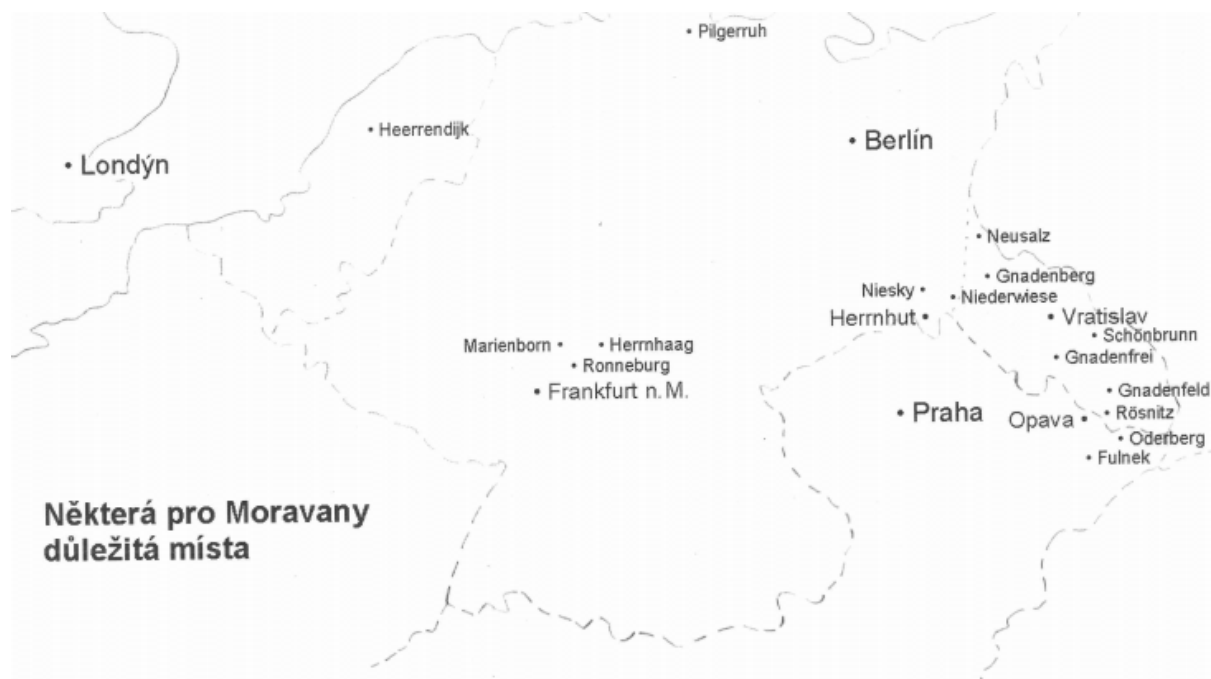 Pilgerruh
Heerrendijk
Berlín
Londýn
Neusalz
Gnadenberg
Niesky
Niederwiese
Herrnhut
Vratislav
Schönbrunn
Marienborn
Herrnhaag
Gnadenfrei
Ronneburg
Frankfurt n. M.
Gnadenfeld
Praha
Rösnitz
Opava
Oderberg
Fulnek
Některá pro Moravany
důležitá místa